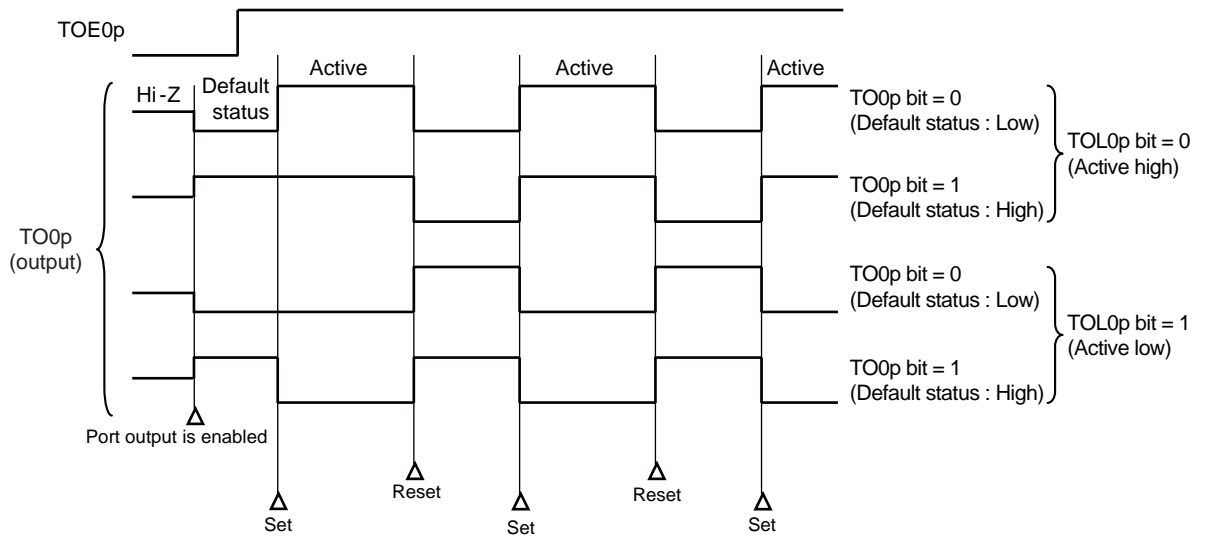 TOE0p
Active
Active
Active
Hi-Z
Default
status
TO0p bit = 0
(Default status : Low)
TOL0p bit = 0
(Active high)
TO0p bit = 1
(Default status : High)
TO0p
(output)
TO0p bit = 0
(Default status : Low)
TOL0p bit = 1
(Active low)
TO0p bit = 1
(Default status : High)
Port output is enabled
Reset
Reset
Set
Set
Set